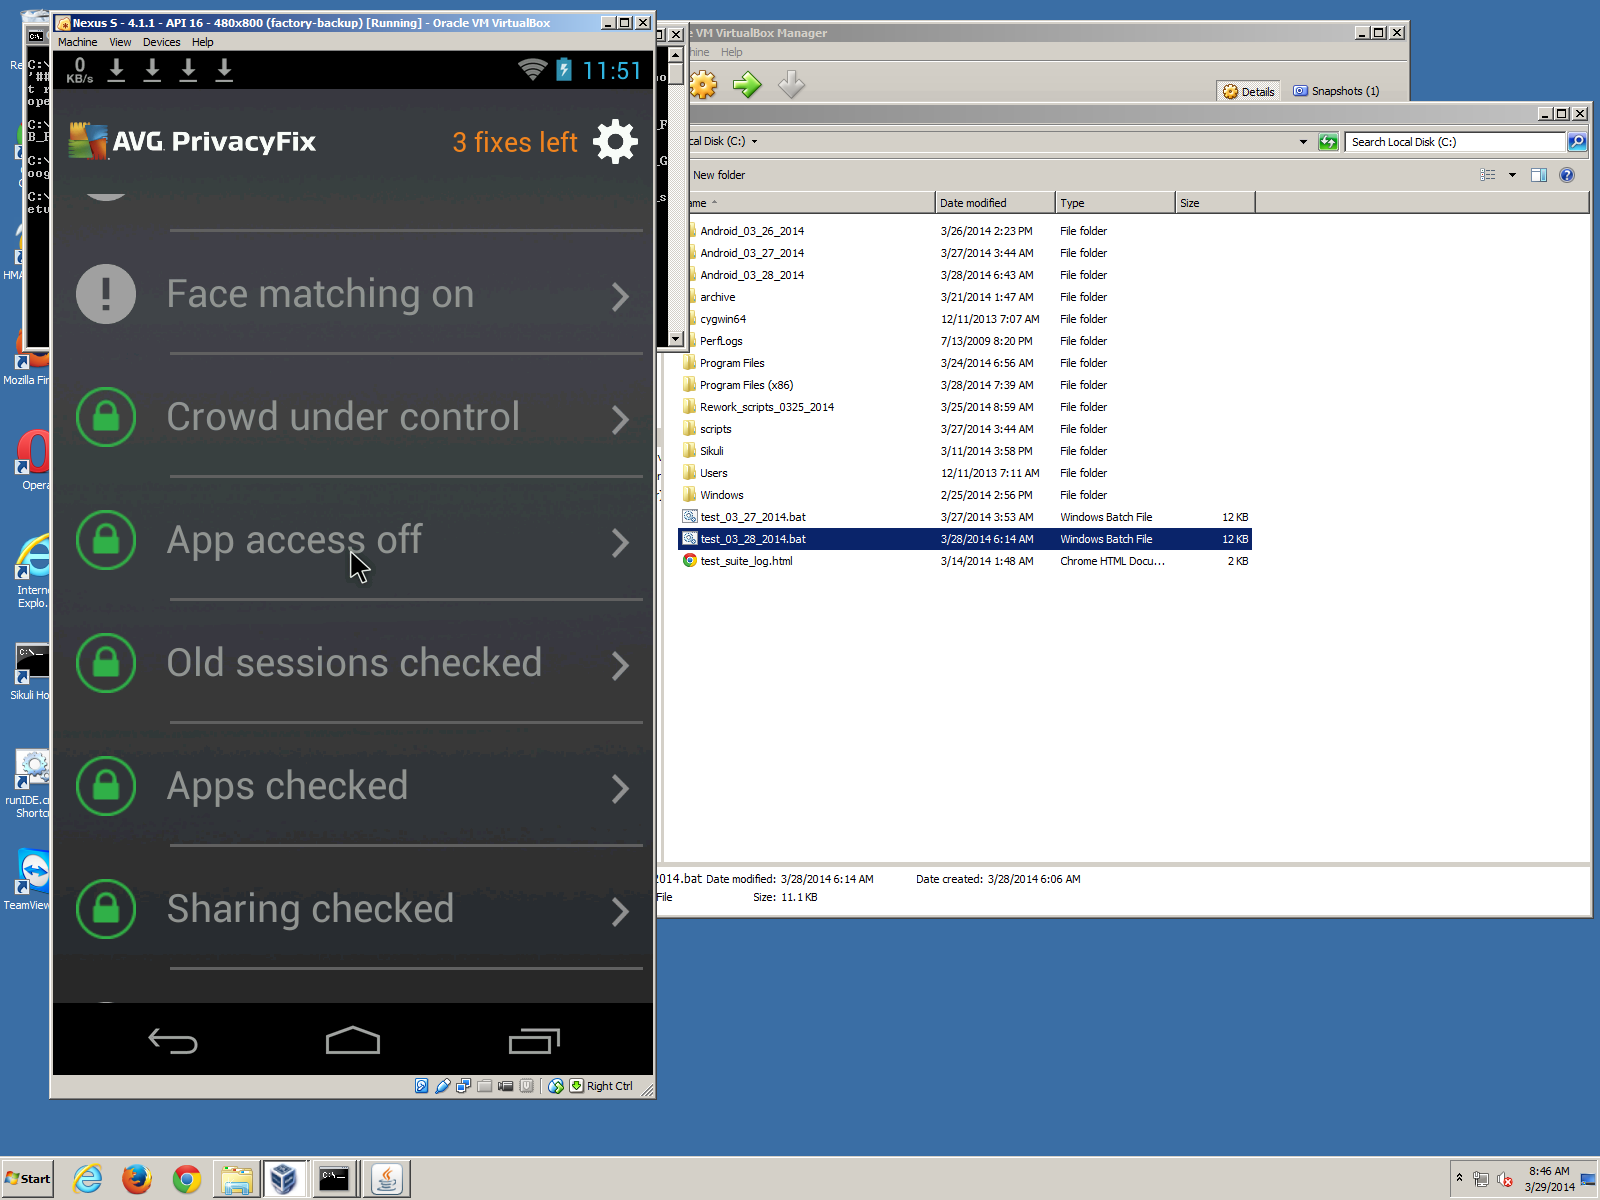 Nexus S - 4.1.1 - API 16 - 480x800 (factory-backup) [Running] - Oracle VM VirtualBox
Machine View Devices Help
0
KB/s
11:51
AVG PrivacyFix
3 fixes left
Face matching on
Crowd under control
App access off
Old sessions checked
Apps checked
Sharing checked
Right Ctrl
VM VirtualBox Manager
Help
Details
Snapshots (1)
Disk (C:)
Search Local Disk (C:)
New folder
Date modified Type Size
Android_03_26_2014 3/26/2014 2:23 PM File folder
Android_03_27_2014 3/27/2014 3:44 AM File folder
Android_03_28_2014 3/28/2014 6:43 AM File folder
archive 3/21/2014 1:47 AM File folder
cygwin64 12/11/2013 7:07 AM File folder
PerfLogs 7/13/2009 8:20 PM File folder
Program Files 3/24/2014 6:56 AM File folder
Program Files (x86) 3/28/2014 7:39 AM File folder
Rework_scripts_0325_2014 3/25/2014 8:59 AM File folder
scripts 3/27/2014 3:44 AM File folder
Sikuli 3/11/2014 3:58 PM File folder
Users 12/11/2013 7:11 AM File folder
Windows 2/25/2014 2:56 PM File folder
test_03_27_2014.bat 3/27/2014 3:53 AM Windows Batch File 12 KB
test_03_28_2014.bat 3/28/2014 6:14 AM Windows Batch File 12 KB
test_suite_log.html 3/14/2014 1:48 AM Chrome HTML Docu... 2 KB
2014.bat Date modified: 3/28/2014 6:14 AM Date created: 3/28/2014 6:06 AM
File Size: 11.1 KB
HMA
Mozilla Fir
Opera
Intern
Explo.
Sikuli Ho
runIDE.c
Shortcu
TeamView
Start
8:46 AM
3/29/2014